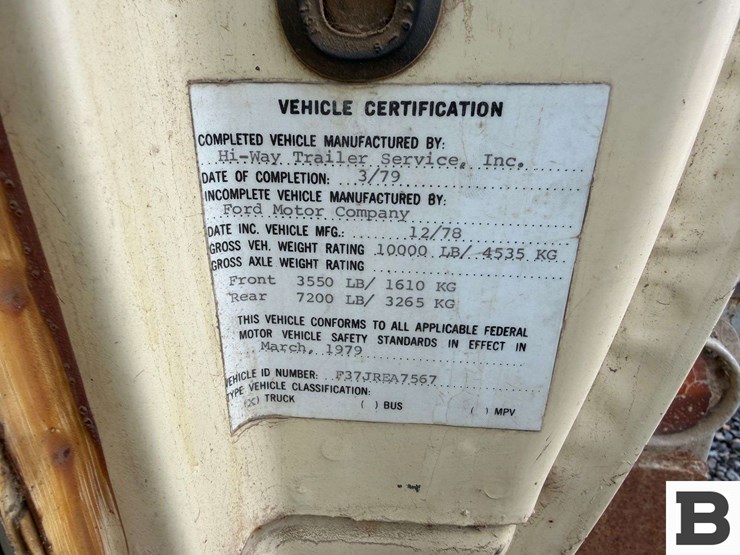 VEHICLE CERTIFICATION
COMPLETED VEHICLE MANUFACTURED BY:
Hi-Way Trailer Service, Inc.
DATE OF COMPLETION: 3/79
INCOMPLETE VEHICLE MANUFACTURED BY:
Ford Motor Company
DATE INC. VEHICLE MFG.: 12/78
GROSS VEH. WEIGHT RATING 10000 LB/ 4535 KG
GROSS AXLE WEIGHT RATING
Front 3550 LB/ 1610 KG
Rear 7200 LB/ 3265 KG
THIS VEHICLE CONFORMS TO ALL APPLICABLE FEDERAL
MOTOR VEHICLE SAFETY STANDARDS IN EFFECT IN
March, 1979
VEHICLE ID NUMBER: F37JREA7567
TYPE VEHICLE CLASSIFICATION:
(X) TRUCK ( ) BUS ( ) MPV
B